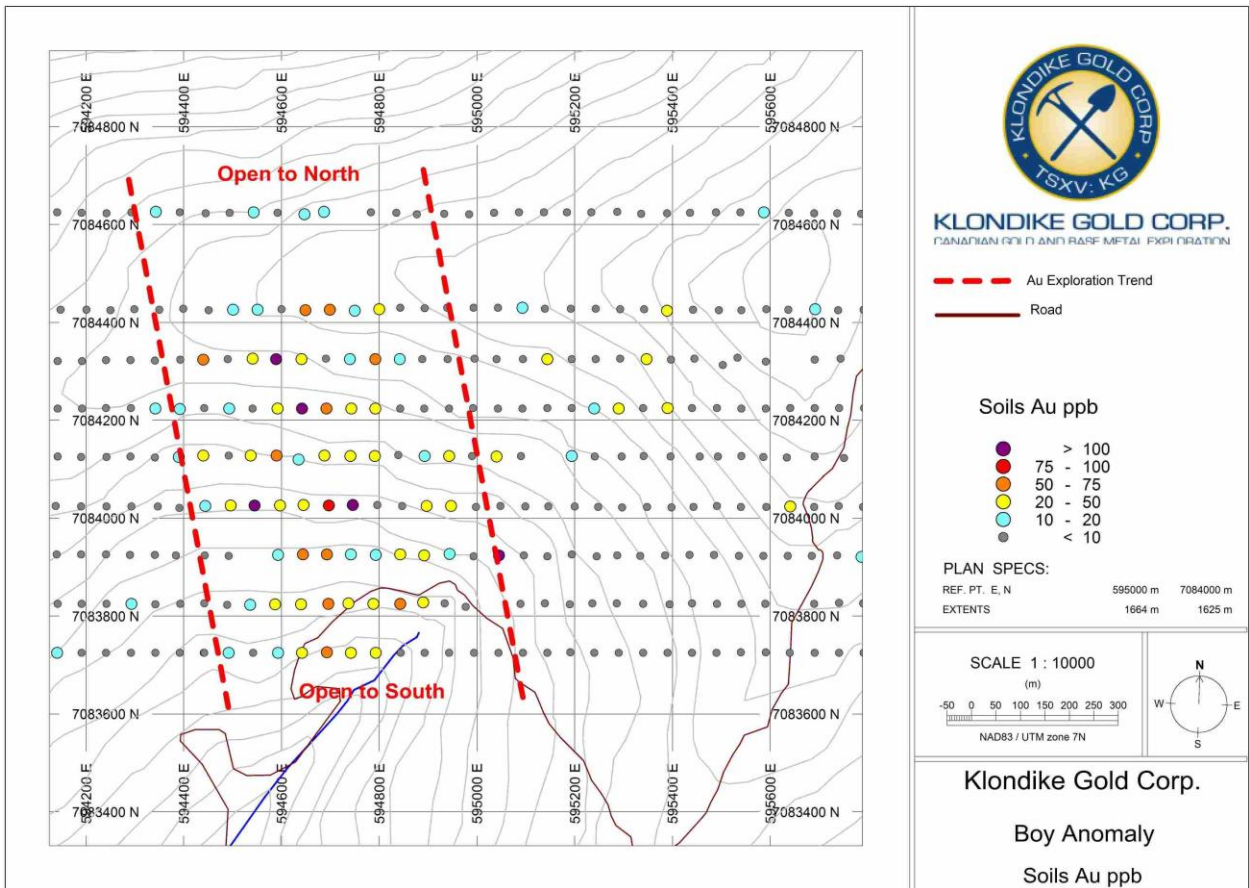 594200 E 594400 E 594600 E 594800 E 595000 E 595200 E 595400 E 595600 E
7084800 N 7084800 N
Open to North
7084600 N 7084600 N
7084400 N 7084400 N
7084200 N 7084200 N
7084000 N 7084000 N
7083800 N 7083800 N
Open to South
7083600 N 7083600 N
7083400 N 7083400 N
594200 E 594400 E 594600 E 594800 E 595000 E 595200 E 595400 E 595600 E
KLONDIKE GOLD CORP
TSXV: KG
KLONDIKE GOLD CORP.
CANADIAN GOLD AND BASE METAL EXPLORATION
Au Exploration Trend
Road
Soils Au ppb
> 100
75 - 100
50 - 75
20 - 50
10 - 20
< 10
PLAN SPECS:
REF. PT. E, N 595000 m 7084000 m
EXTENTS 1664 m 1625 m
SCALE 1 : 10000
(m)
-50 0 50 100 150 200 250 300
NAD83 / UTM zone 7N
N
W E
S
Klondike Gold Corp.
Boy Anomaly
Soils Au ppb